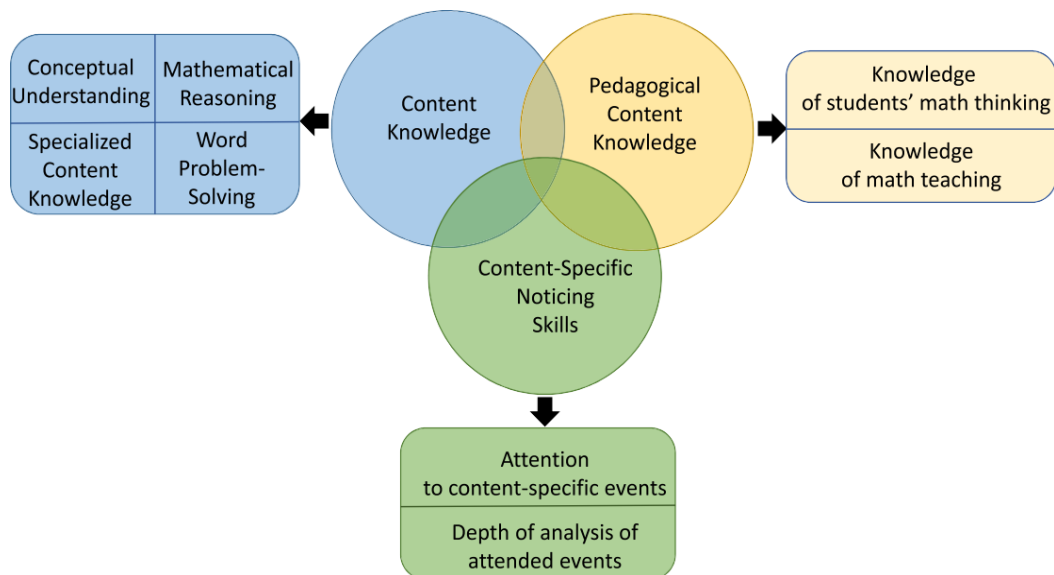 Conceptual
Understanding
Mathematical
Reasoning
Specialized
Content
Knowledge
Word
Problem-
Solving
Content
Knowledge
Pedagogical
Content
Knowledge
Knowledge
of students’ math thinking
Knowledge
of math teaching
Content-Specific
Noticing
Skills
Attention
to content-specific events
Depth of analysis of
attended events